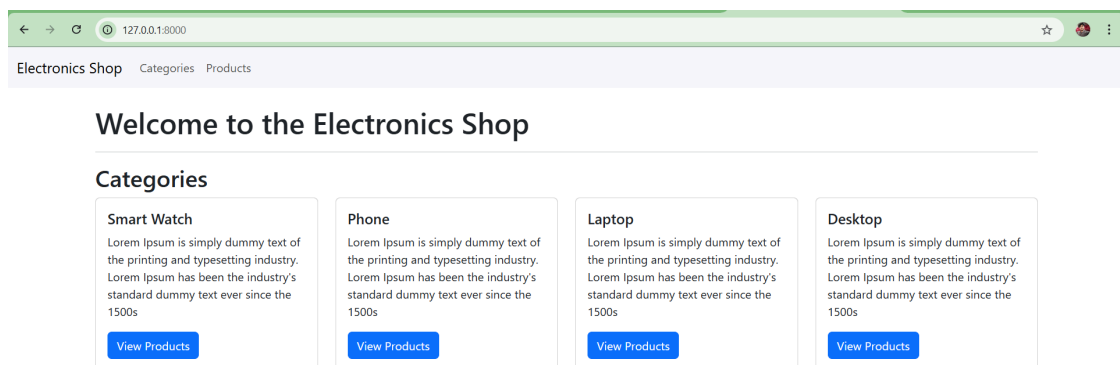 127.0.0.1:8000
Electronics Shop Categories Products
Welcome to the Electronics Shop
Categories
Smart Watch
Lorem Ipsum is simply dummy text of
the printing and typesetting industry.
Lorem Ipsum has been the industry's
standard dummy text ever since the
1500s
View Products
Phone
Lorem Ipsum is simply dummy text of
the printing and typesetting industry.
Lorem Ipsum has been the industry's
standard dummy text ever since the
1500s
View Products
Laptop
Lorem Ipsum is simply dummy text of
the printing and typesetting industry.
Lorem Ipsum has been the industry's
standard dummy text ever since the
1500s
View Products
Desktop
Lorem Ipsum is simply dummy text of
the printing and typesetting industry.
Lorem Ipsum has been the industry's
standard dummy text ever since the
1500s
View Products